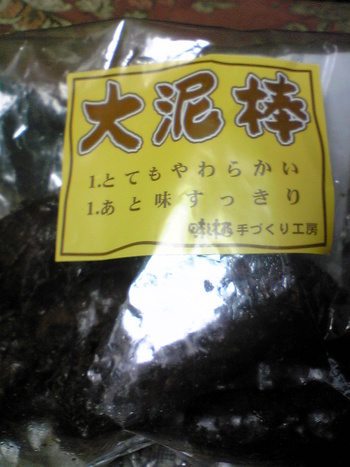 大泥棒
1.とてもやわらかい
1.あと味すっきり
手づくり工房